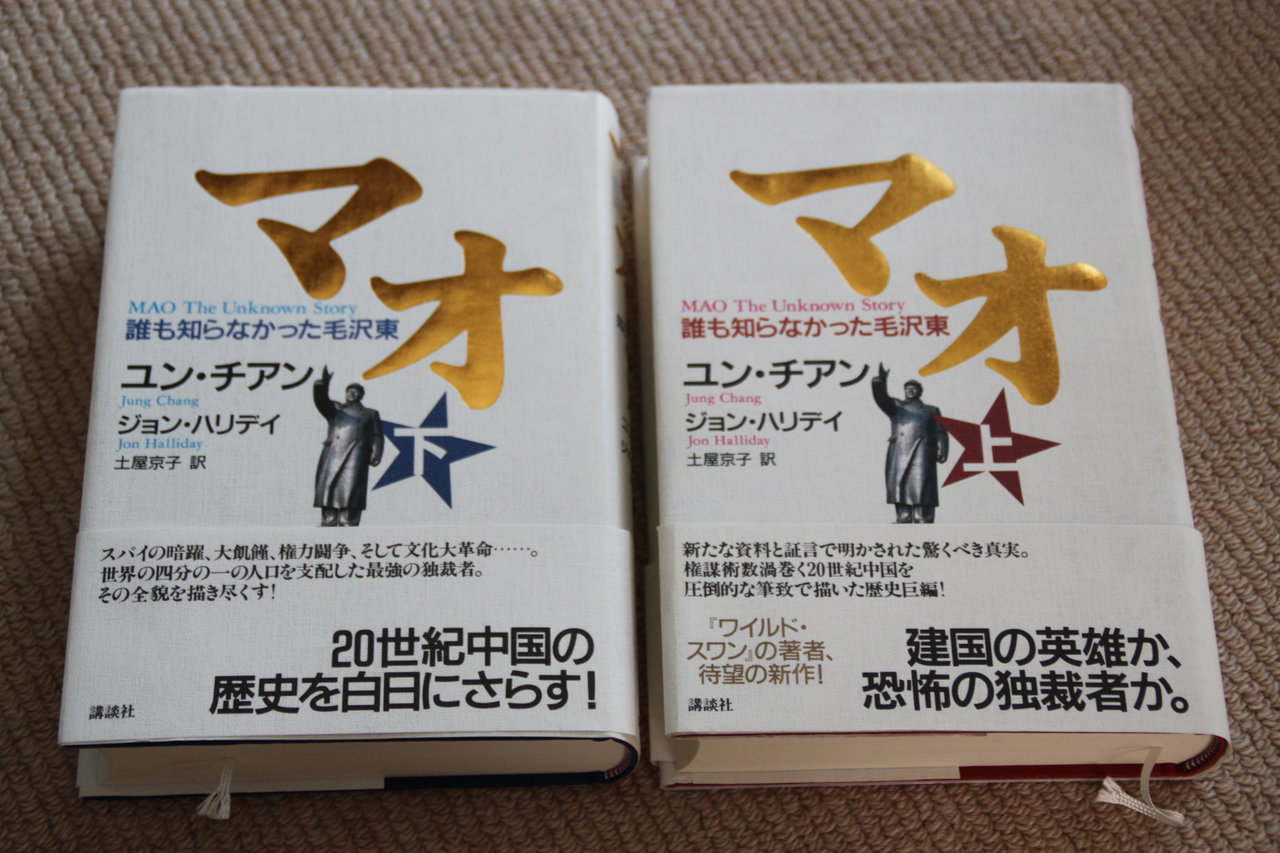 マオ
MAO The Unknown Story
誰も知らなかった毛沢東
ユン・チアン
Jung Chang
ジョン・ハリデイ
Jon Halliday
土屋京子 訳
下
スパイの暗躍、大飢饉、権力闘争、そして文化大革命……。
世界の四分の一の人口を支配した最強の独裁者。
その全貌を描き尽くす!
20世紀中国の
歴史を白日にさらす!
講談社
マオ
MAO The Unknown Story
誰も知らなかった毛沢東
ユン・チアン
Jung Chang
ジョン・ハリデイ
Jon Halliday
土屋京子 訳
上
新たな資料と証言で明かされた驚くべき真実。
権謀術数渦巻く20世紀中国を
圧倒的な筆致で描いた歴史巨編!
『ワイルド・
スワン』の著者、
待望の新作!
建国の英雄か、
恐怖の独裁者か。
講談社